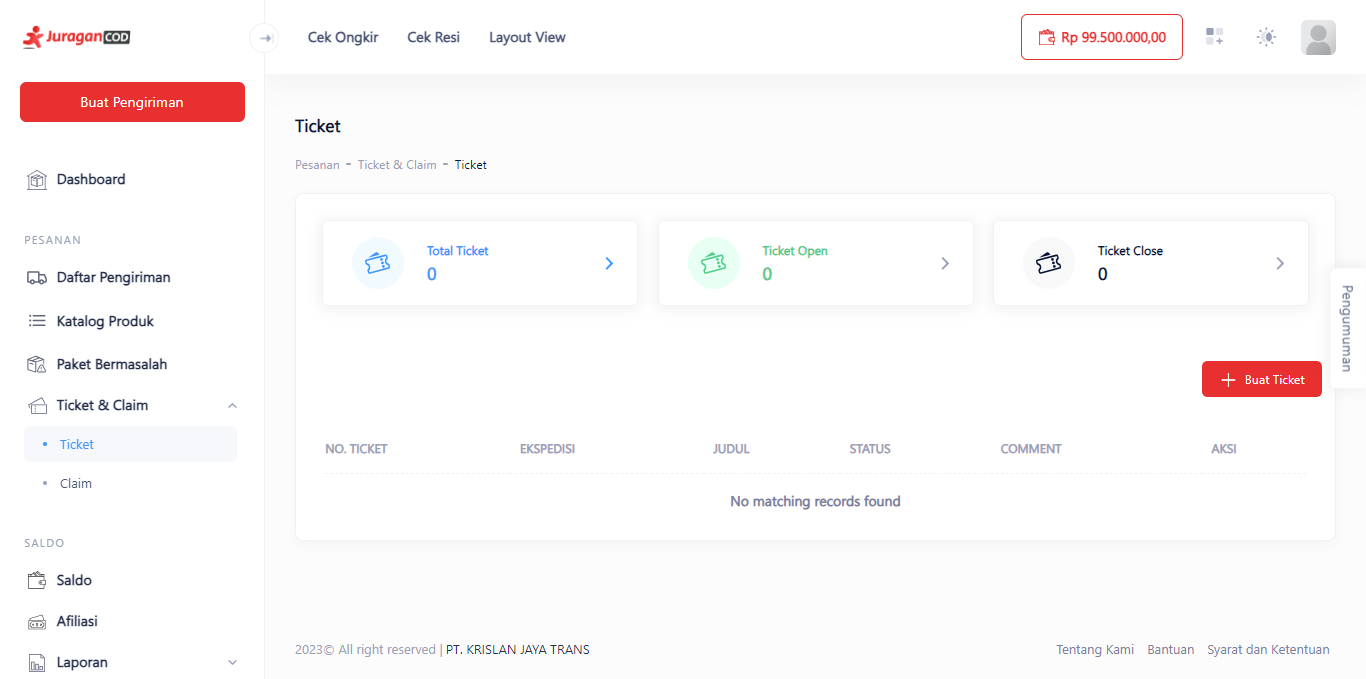 JuraganCOD
Cek Ongkir
Cek Resi
Layout View
Rp 99.500.000,00
Buat Pengiriman
Dashboard
PESANAN
Daftar Pengiriman
Katalog Produk
Paket Bermasalah
Ticket & Claim
Ticket
Claim
SALDO
Saldo
Afiliasi
Laporan
Ticket
Pesanan - Ticket & Claim - Ticket
Total Ticket
0
Ticket Open
0
Ticket Close
0
Pengumuman
Buat Ticket
NO. TICKET EKSPEDISI JUDUL STATUS COMMENT AKSI
No matching records found
2023© All right reserved | PT. KRISLAN JAYA TRANS
Tentang Kami Bantuan Syarat dan Ketentuan